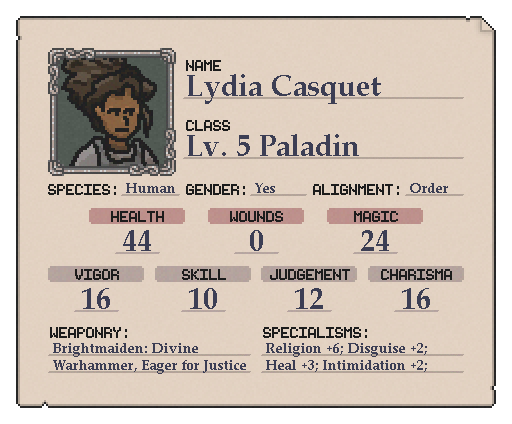 NAME
Lydia Casquet
CLASS
Lv. 5 Paladin
SPECIES: Human GENDER: Yes ALIGNMENT: Order
HEALTH WOUNDS MAGIC
44 0 24
VIGOR SKILL JUDGEMENT CHARISMA
16 10 12 16
WEAPONRY: SPECIALISMS:
Brightmaiden: Divine Religion +6; Disguise +2;
Warhammer, Eager for Justice Heal +3; Intimidation +2;